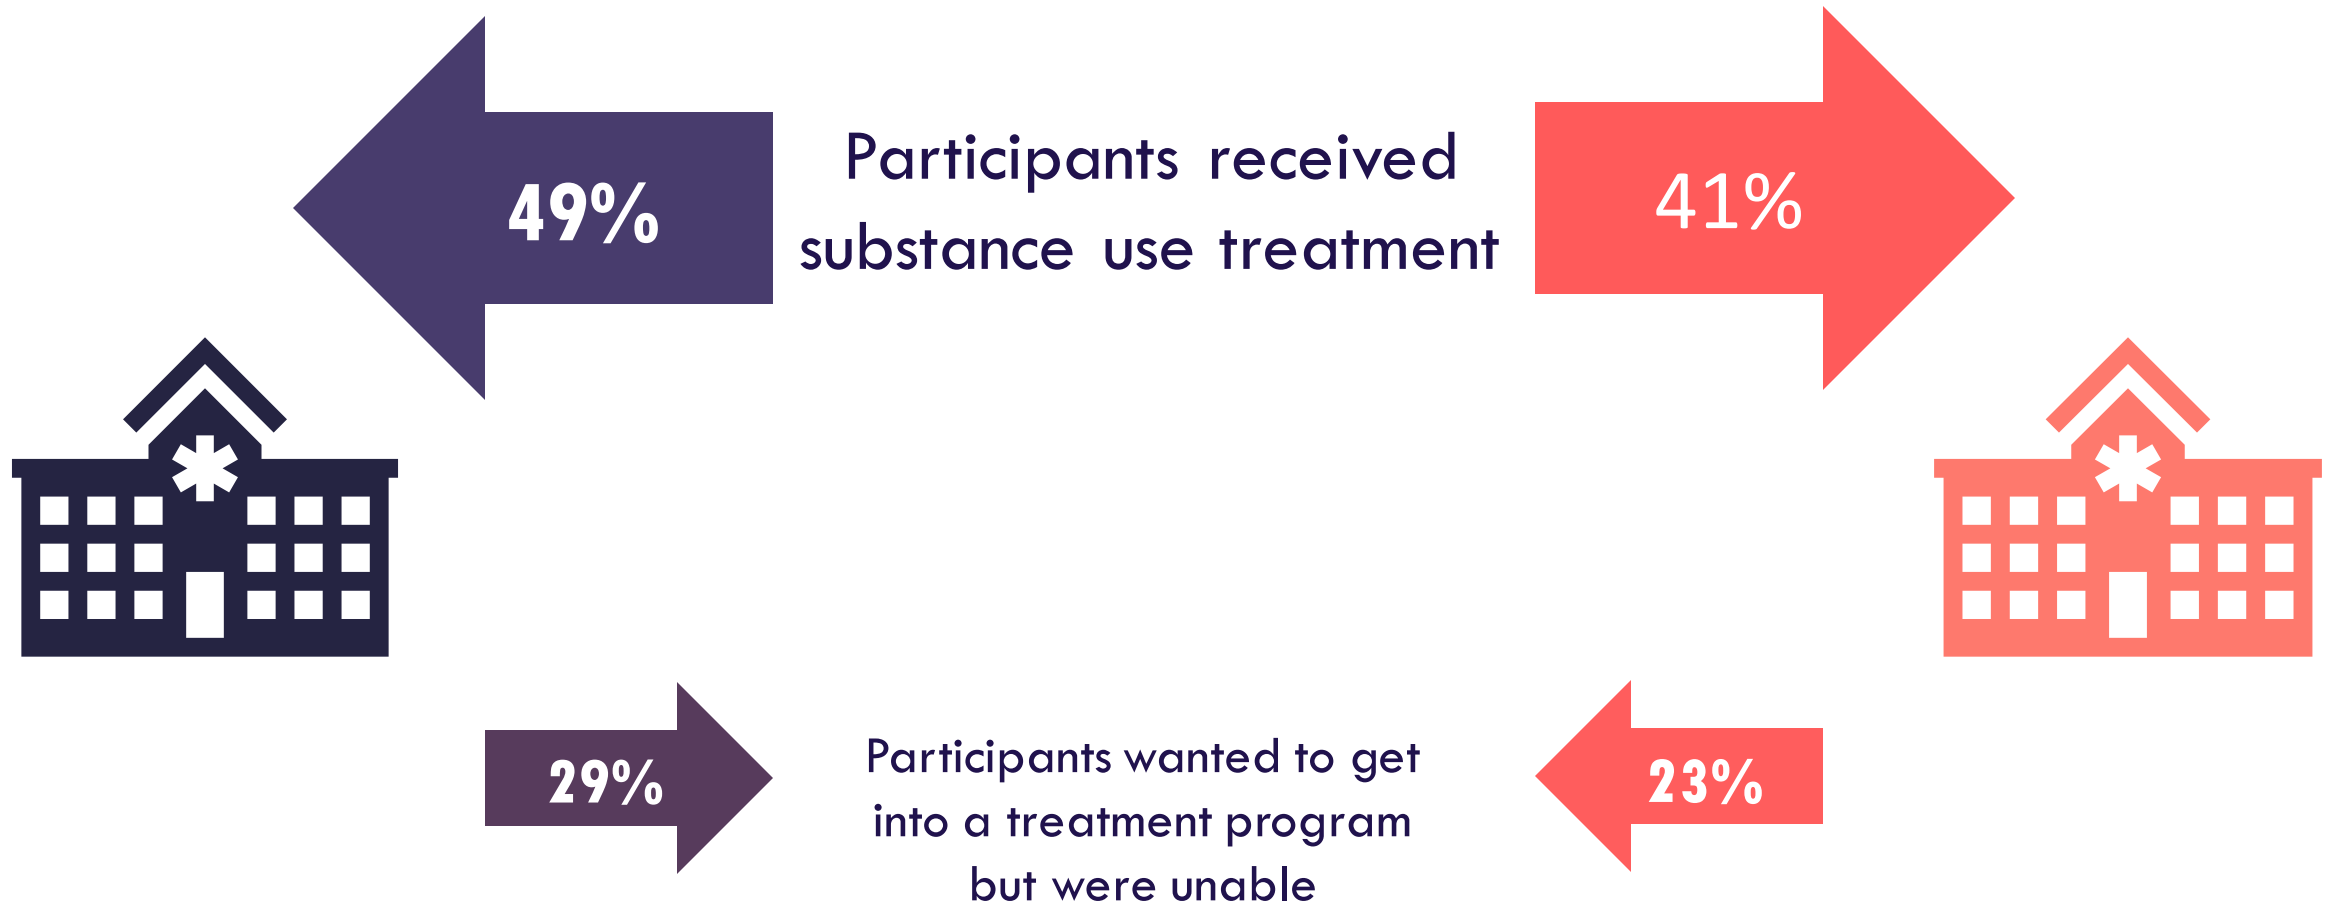 49%
Participants received
substance use treatment
41%
29%
Participants wanted to get
into a treatment program
but were unable
23%